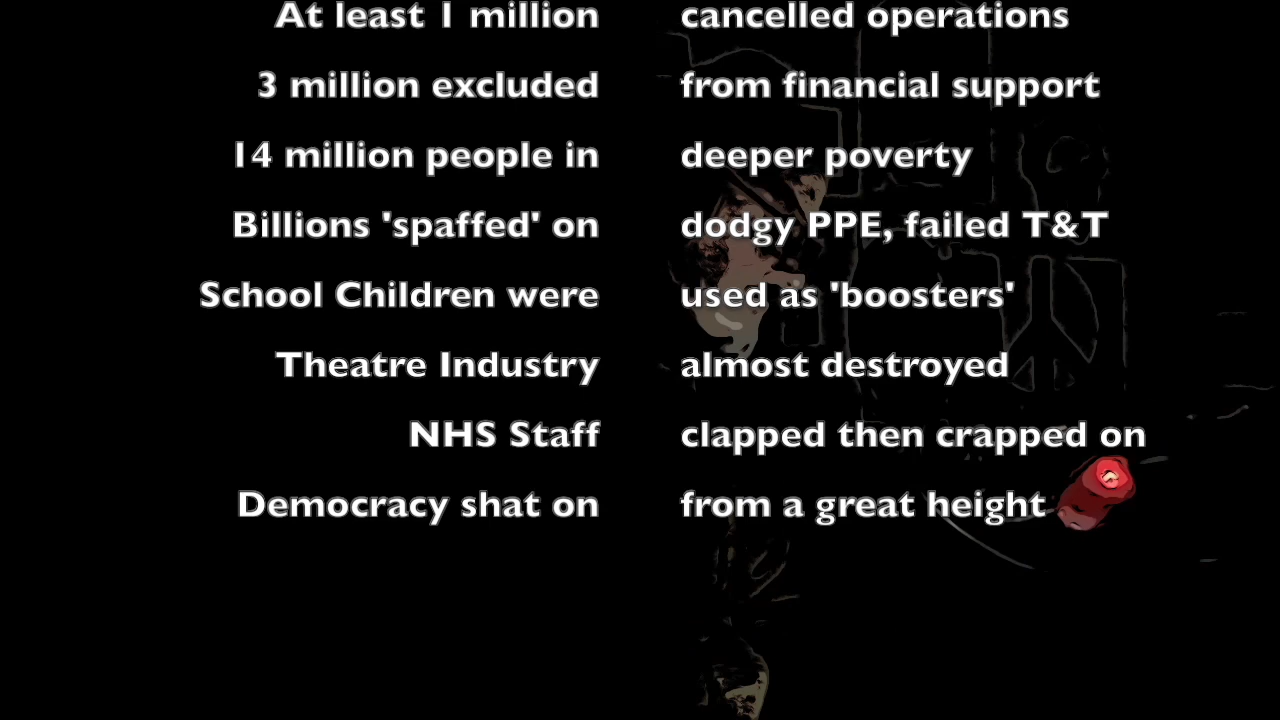 At least 1 million cancelled operations
3 million excluded from financial support
14 million people in deeper poverty
Billions 'spaffed' on dodgy PPE, failed T&T
School Children were used as 'boosters'
Theatre Industry almost destroyed
NHS Staff clapped then crapped on
Democracy shat on from a great height